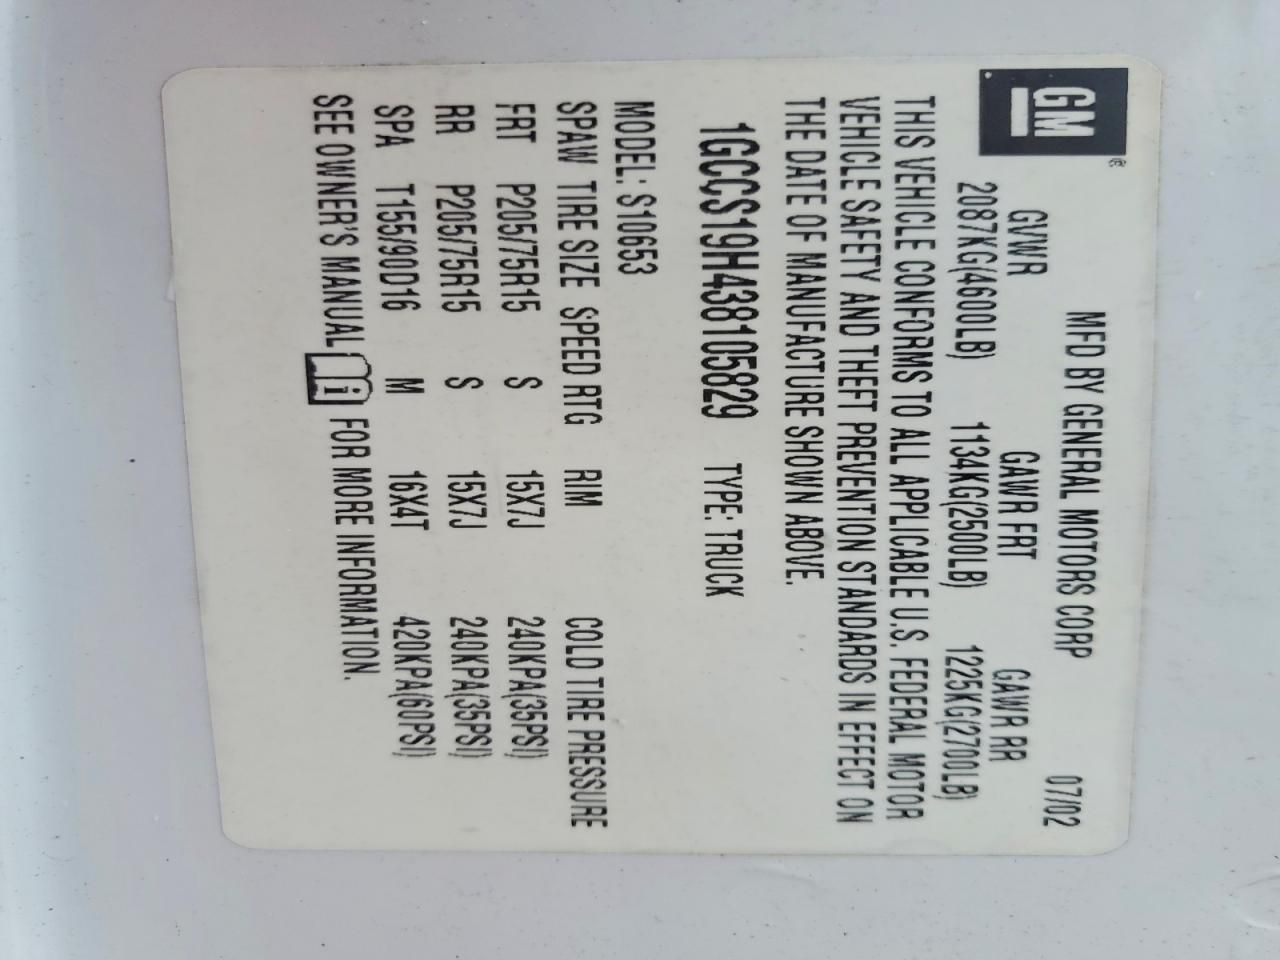 GM®
MFD BY GENERAL MOTORS CORP 07/02
GVWR GAWR FRT GAWR RR
2087KG(4600LB) 1134KG(2500LB) 1225KG(2700LB)
THIS VEHICLE CONFORMS TO ALL APPLICABLE U.S. FEDERAL MOTOR
VEHICLE SAFETY AND THEFT PREVENTION STANDARDS IN EFFECT ON
THE DATE OF MANUFACTURE SHOWN ABOVE.
1GCCS19H438105829 TYPE: TRUCK
MODEL: S10653
SPAW TIRE SIZE SPEED RTG RIM COLD TIRE PRESSURE
FRT P205/75R15 S 15X7J 240KPA(35PSI)
RR P205/75R15 S 15X7J 240KPA(35PSI)
SPA T155/90D16 M 16X4T 420KPA(60PSI)
SEE OWNER'S MANUAL i FOR MORE INFORMATION.